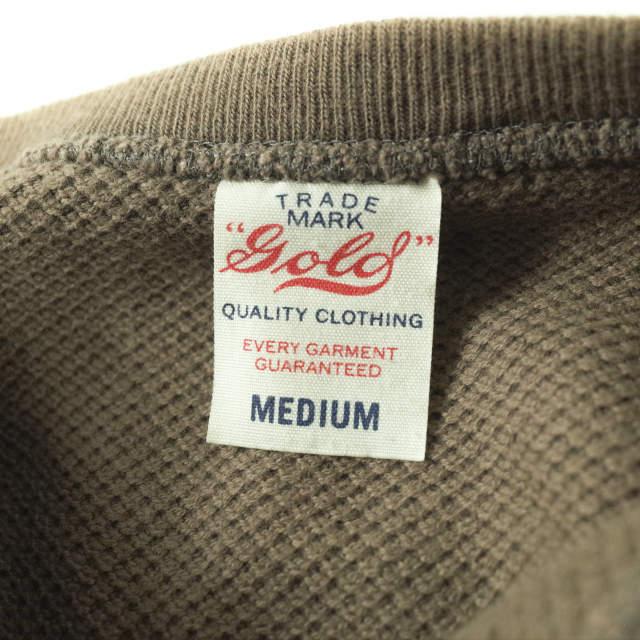 TRADE
MARK
"Gold"
QUALITY CLOTHING
EVERY GARMENT
GUARANTEED
MEDIUM